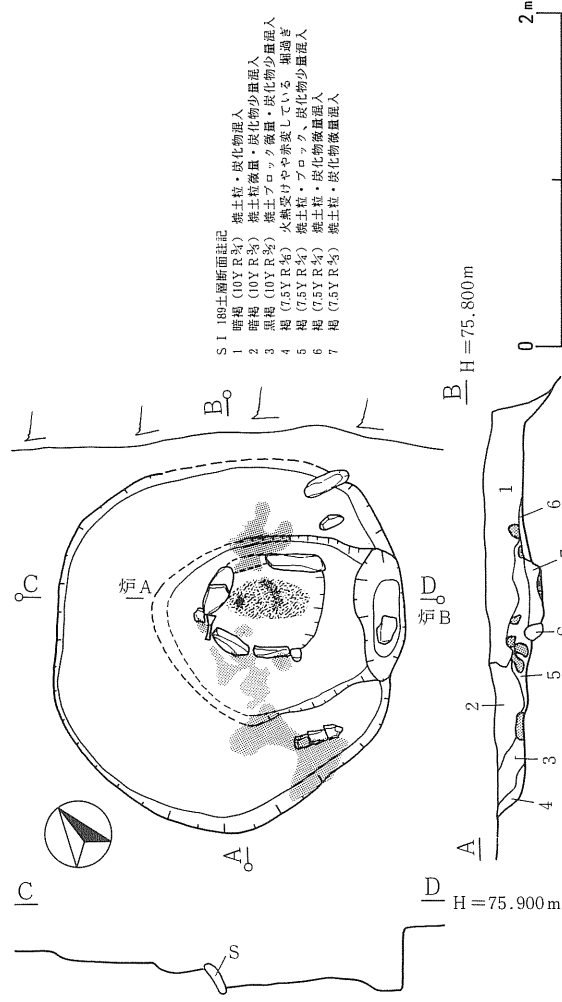 SI 189土層断面註記
1 暗褐 (10YR3/4) 焼土粒・炭化物混入
2 暗褐 (10YR3/3) 焼土粒微量・炭化物少量混入
3 黒褐 (10YR3/2) 焼土ブロック微量・炭化物少量混入
4 褐 (7.5YR4/6) 火熱受けやや赤変している 堀過ぎ
5 褐 (7.5YR4/4) 焼土粒・ブロック、炭化物少量混入
6 褐 (7.5YR4/4) 焼土粒・炭化物微量混入
7 褐 (7.5YR4/3) 焼土粒・炭化物微量混入
C
炉A
B
D
炉B
A
C
D
H=75.900m
S
A
B
H=75.800m
1
2
3
4
5
6
7
S
0
2m